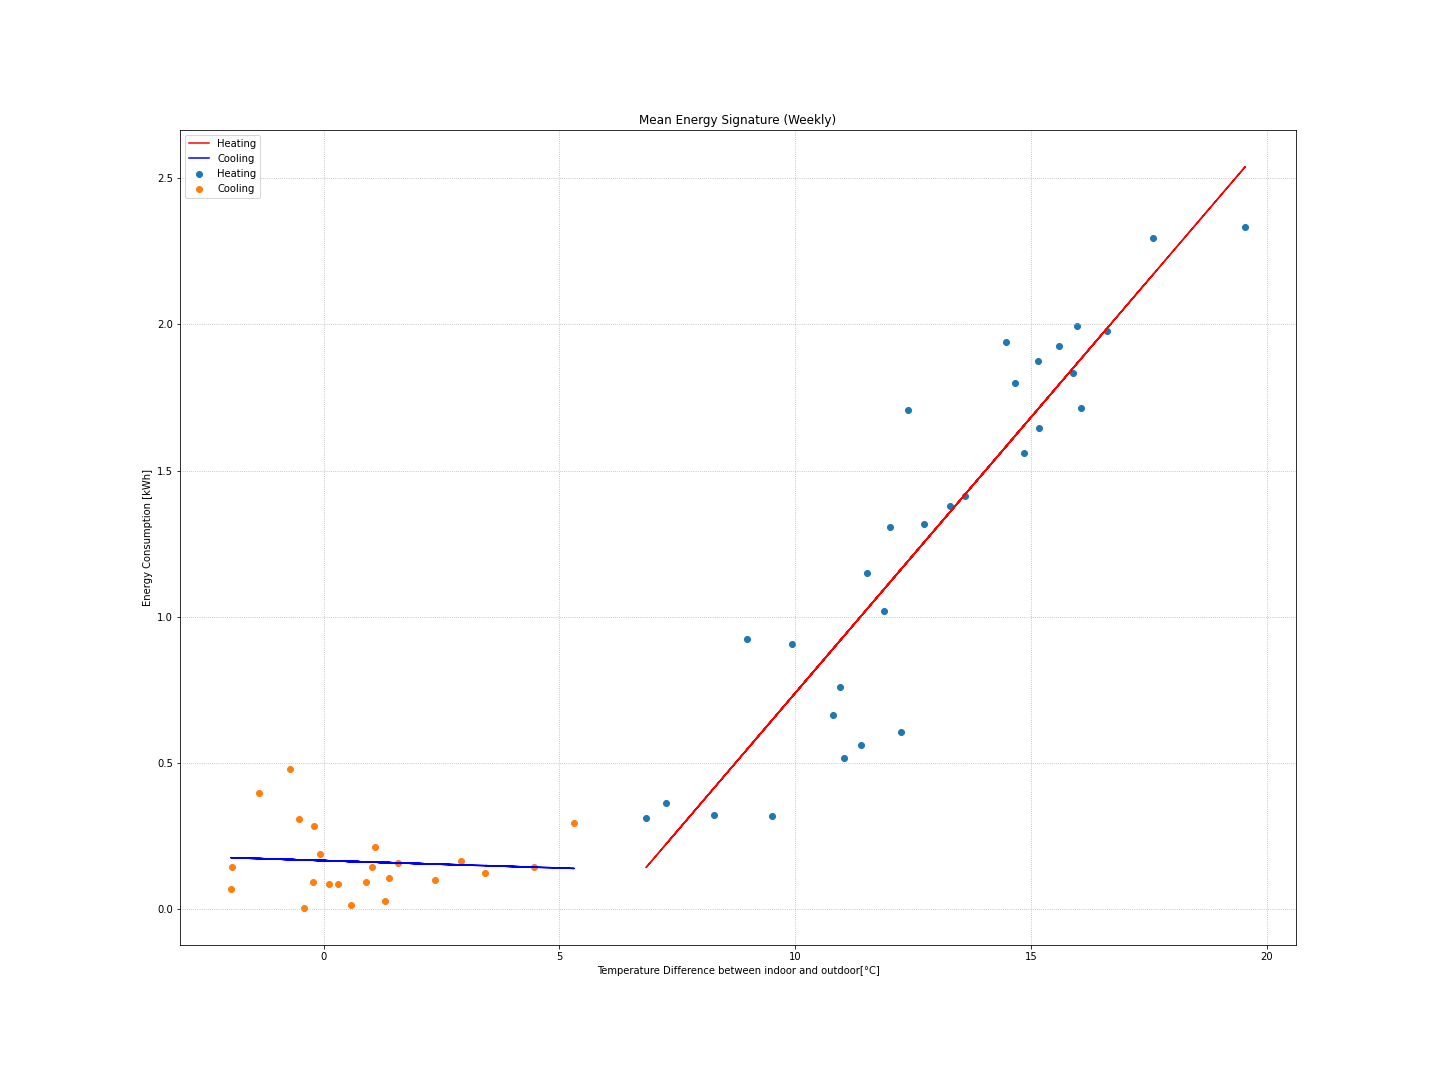 Mean Energy Signature (Weekly)
Heating
Cooling
Heating
Cooling
2.5
2.0
1.5
1.0
0.5
0.0
Energy Consumption [kWh]
0
5
10
15
20
Temperature Difference between indoor and outdoor[°C]